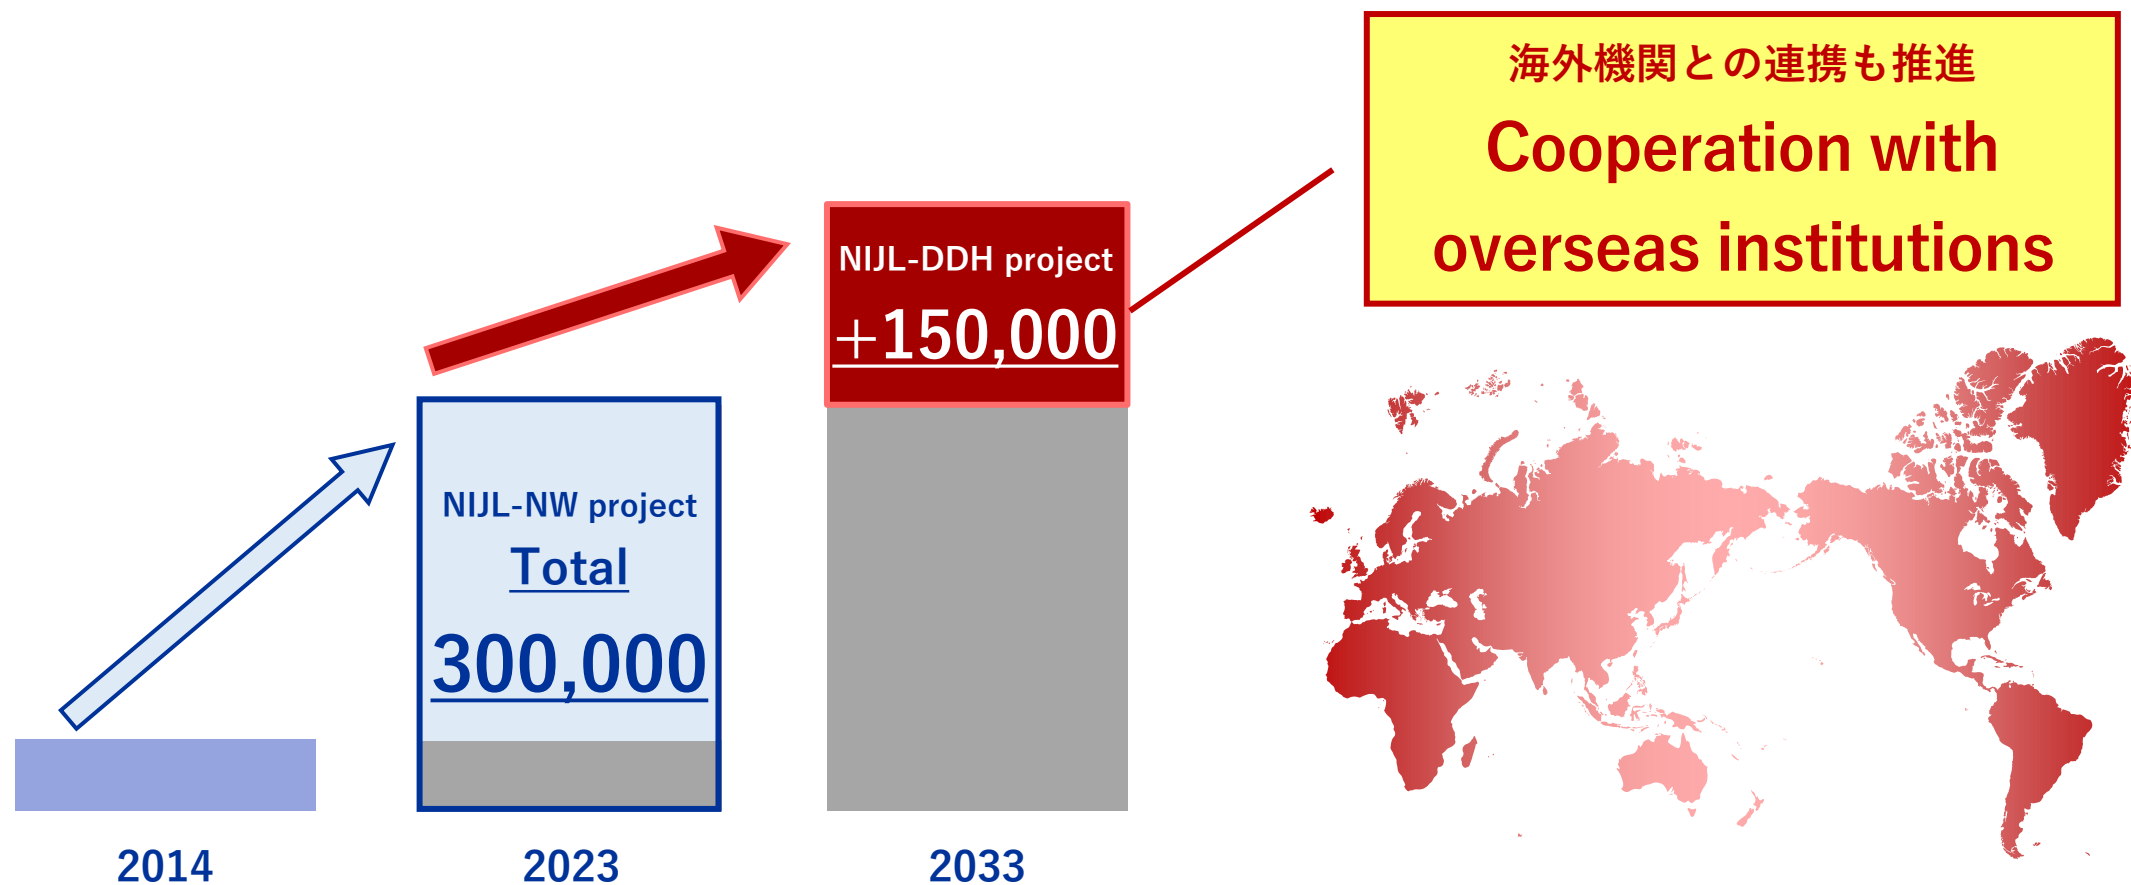 海外機関との連携も推進
Cooperation with
overseas institutions
NIJL-DDH project
+150,000
NIJL-NW project
Total
300,000
2014
2023
2033